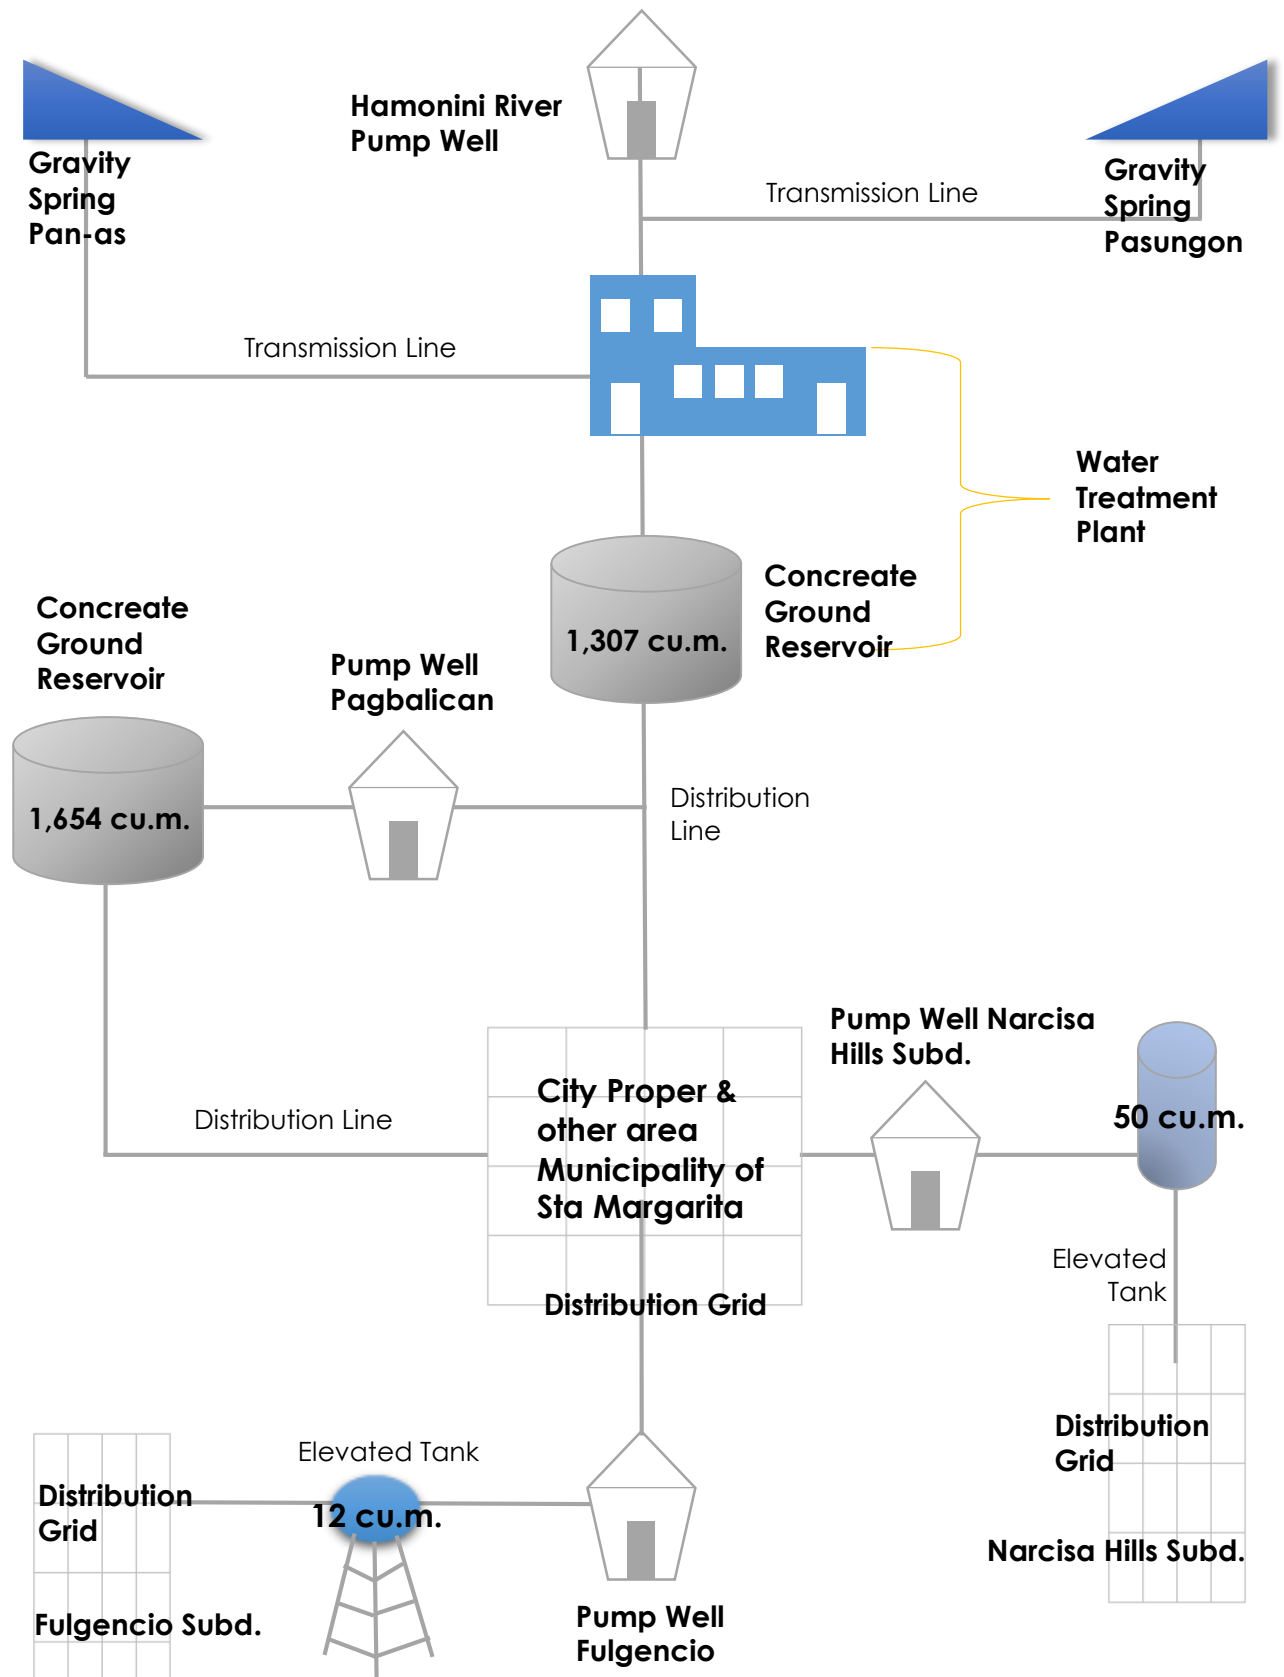 Hamonini River
Pump Well
Gravity
Spring
Pan-as
Transmission Line
Gravity
Spring
Pasungon
Transmission Line
Water
Treatment
Plant
Concreate
Ground
Reservoir
1,307 cu.m.
Concreate
Ground
Reservoir
1,654 cu.m.
Pump Well
Pagbalican
Distribution
Line
Pump Well Narcisa
Hills Subd.
City Proper &
other area
Municipality of
Sta Margarita
Distribution Grid
Distribution Line
50 cu.m.
Elevated
Tank
Distribution
Grid
Narcisa Hills Subd.
Elevated Tank
12 cu.m.
Distribution
Grid
Fulgencio Subd.
Pump Well
Fulgencio